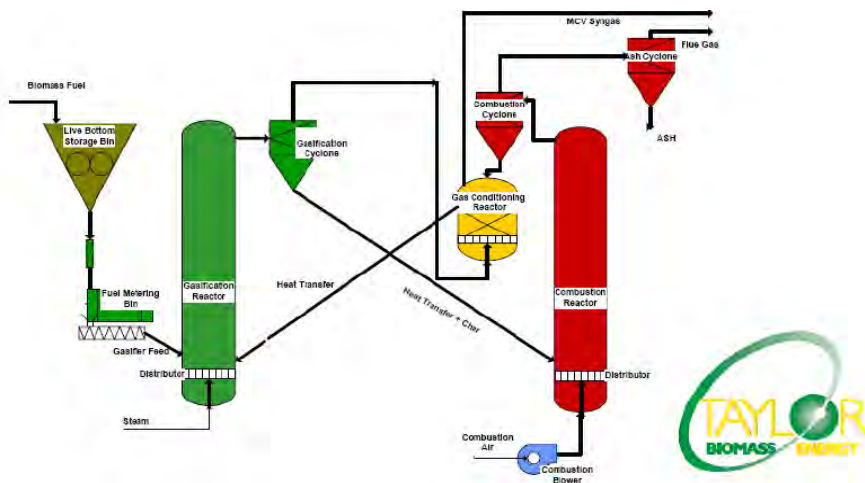 MCV Syngas
Flue Gas
Ash Cyclone
Biomass Fuel
Combustion
Cyclone
Live Bottom
Storage Bin
Gasification
Cyclone
ASH
Gas Conditioning
Reactor
Fuel Metering
Bin
Gasification
Reactor
Heat Transfer
Heat Transfer + Char
Combustion
Reactor
Gasifier Feed
Distributor
Distributor
Steam
Combustion
Air
Combustion
Blower
TAYLOR
BIOMASS ENERGY